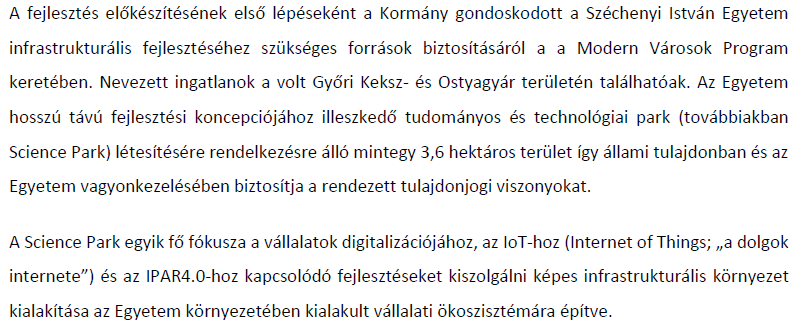 A fejlesztés előkészítésének első lépéseként a Kormány gondoskodott a Széchenyi István Egyetem
infrastrukturális fejlesztéséhez szükséges források biztosításáról a a Modern Városok Program
keretében. Nevezett ingatlanok a volt Győri Keksz- és Ostyagyár területén találhatóak. Az Egyetem
hosszú távú fejlesztési koncepciójához illeszkedő tudományos és technológiai park (továbbiakban
Science Park) létesítésére rendelkezésre álló mintegy 3,6 hektáros terület így állami tulajdonban és az
Egyetem vagyonkezelésében biztosítja a rendezett tulajdonjogi viszonyokat.
A Science Park egyik fő fókusza a vállalatok digitalizációjához, az IoT-hoz (Internet of Things; „a dolgok
internete”) és az IPAR4.0-hoz kapcsolódó fejlesztéseket kiszolgálni képes infrastrukturális környezet
kialakítása az Egyetem környezetében kialakult vállalati ökoszisztémára építve.